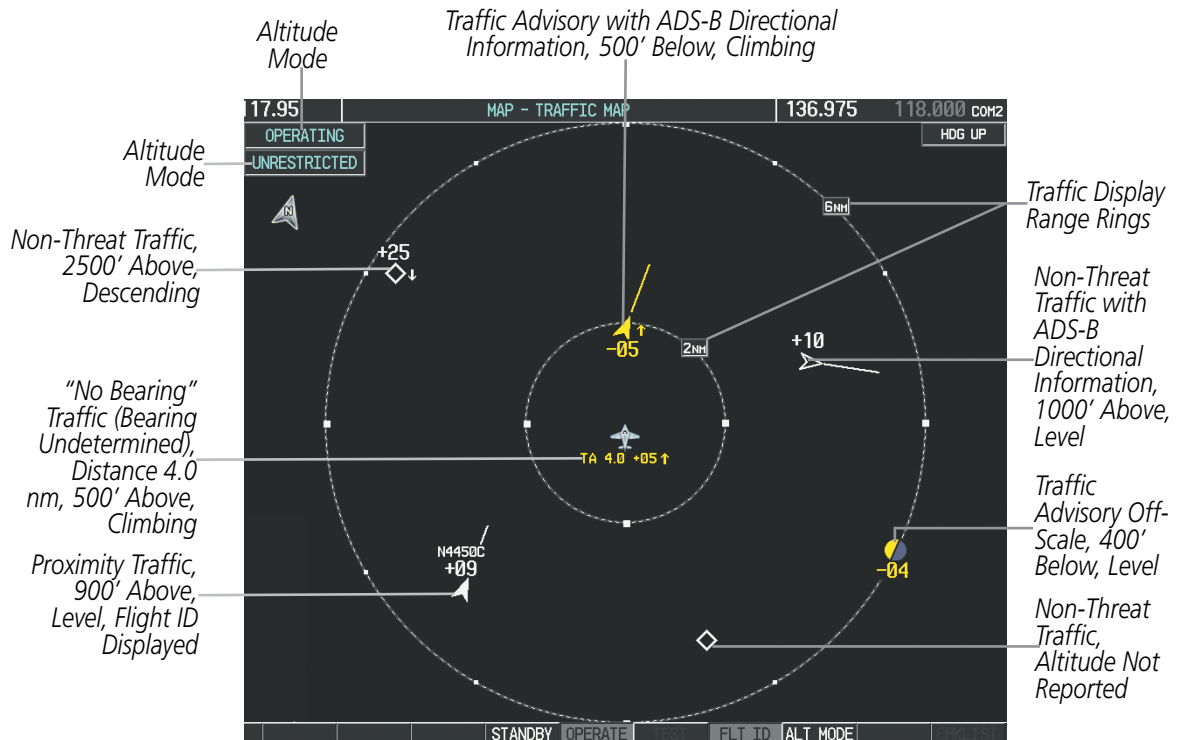 Traffic Advisory with ADS-B Directional
Information, 500’ Below, Climbing
Altitude
Mode
117.95
MAP - TRAFFIC MAP
136.975
118.000 COM2
OPERATING
HDG UP
Altitude
Mode
UNRESTRICTED
N
6NM
Traffic Display
Range Rings
Non-Threat Traffic,
2500’ Above,
Descending
+25
↓
↑
-05
2NM
+10
Non-Threat
Traffic with
ADS-B
Directional
Information,
1000’ Above,
Level
“No Bearing”
Traffic (Bearing
Undetermined),
Distance 4.0
nm, 500’ Above,
Climbing
TA 4.0 +05 ↑
Traffic
Advisory Off-
Scale, 400’
Below, Level
-04
Proximity Traffic,
900’ Above,
Level, Flight ID
Displayed
N4450C
+09
Non-Threat
Traffic,
Altitude Not
Reported
STANDBY OPERATE TEST FLT ID ALT MODE CHKLIST